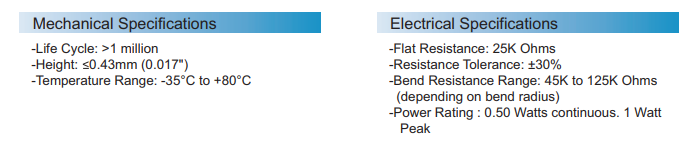 Mechanical Specifications
-Life Cycle: >1 million
-Height: ≤0.43mm (0.017")
-Temperature Range: -35°C to +80°C
Electrical Specifications
-Flat Resistance: 25K Ohms
-Resistance Tolerance: ±30%
-Bend Resistance Range: 45K to 125K Ohms
(depending on bend radius)
-Power Rating : 0.50 Watts continuous. 1 Watt
Peak